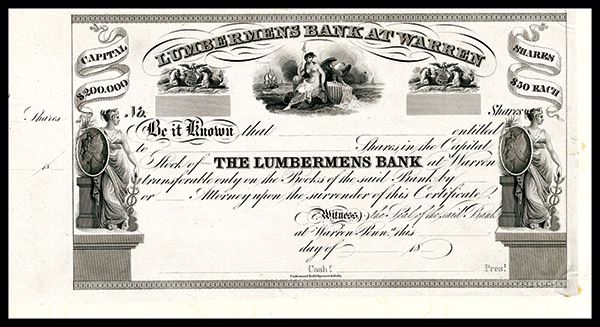 LUMBERMENS BANK AT WARREN
CAPITAL
$200,000
SHARES
$50 EACH
No.
Shares
Shares
Be it Known that entitled
to Shares in the Capital
Stock of THE LUMBERMENS BANK at Warren
transferable only on the Books of the said Bank by
or Attorney upon the surrender of this Certificate.
18
Witness, the Seal of the said Bank
at Warren Penna. this
day of 18
Cash.r
Pres.t